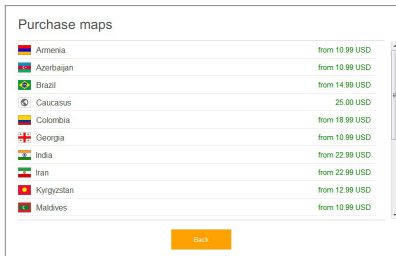 Purchase maps
Armenia from 10.99 USD
Azerbaijan from 10.99 USD
Brazil from 14.99 USD
Caucasus 25.00 USD
Colombia from 18.99 USD
Georgia from 10.99 USD
India from 22.99 USD
Iran from 22.99 USD
Kyrgyzstan from 12.99 USD
Maldives from 10.99 USD
Back